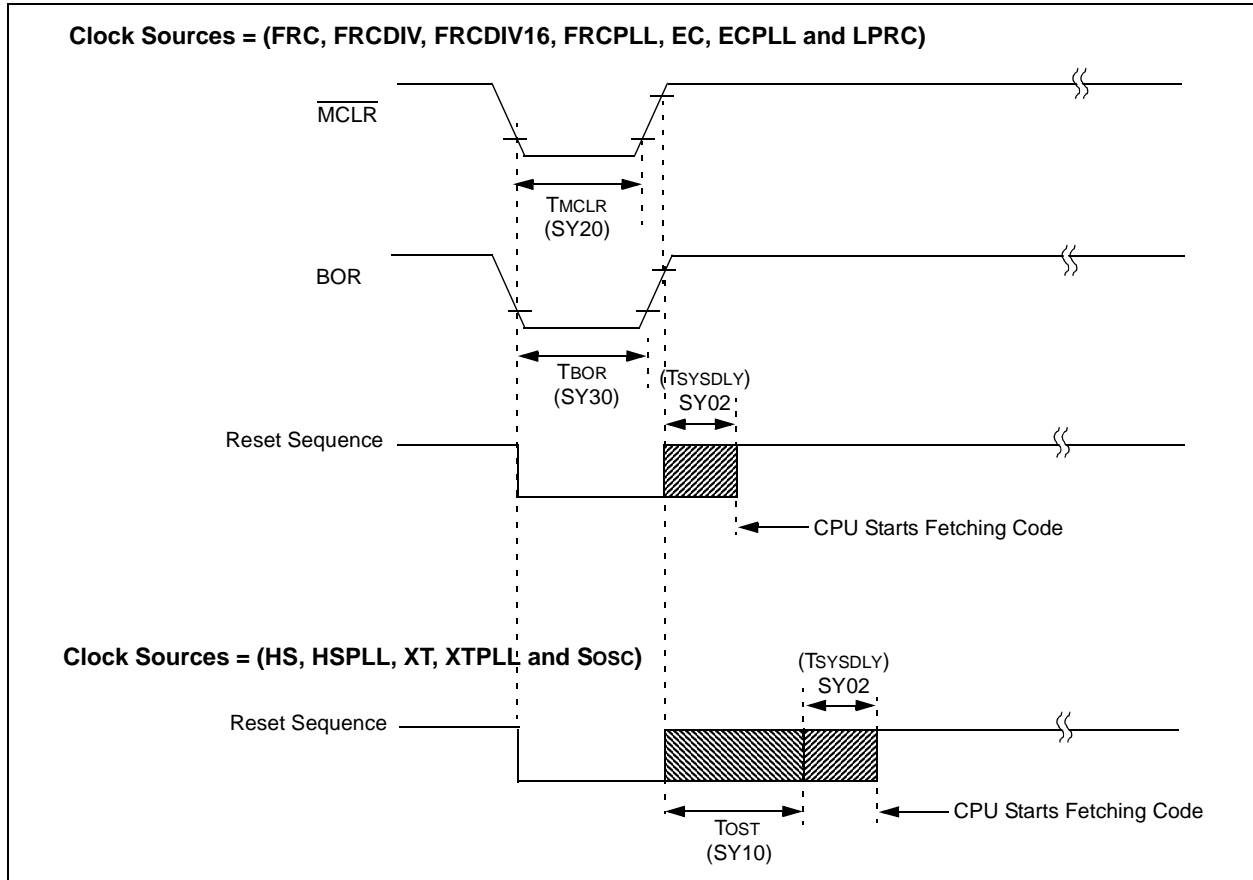 Clock Sources = (FRC, FRCDIV, FRCDIV16, FRCPLL, EC, ECPLL and LPRC)
MCLR
TMCLR
(SY20)
BOR
TBOR
(SY30)
(TSYSDLY)
SY02
Reset Sequence
CPU Starts Fetching Code
Clock Sources = (HS, HSPLL, XT, XTPLL and SOSC)
(TSYSDLY)
SY02
Reset Sequence
CPU Starts Fetching Code
TOST
(SY10)